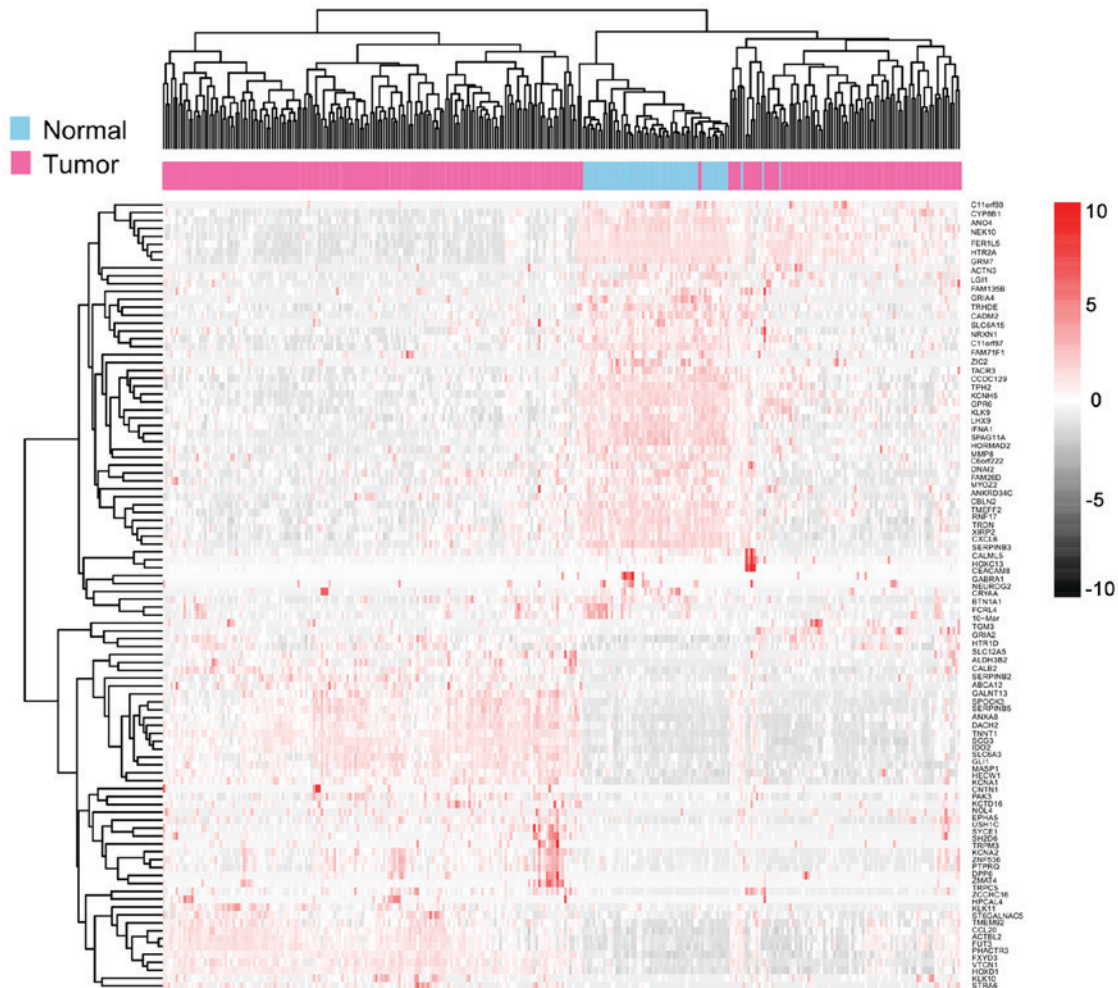 Normal
Tumor
C11orf88
CYP8B1
ANO4
NEK10
FER1L5
HTR2A
GRM7
ACTN3
LGI1
FAM135B
GRIA4
TRHDE
CADM2
SLC6A15
NRXN1
C11orf87
FAM71F1
ZIC2
TACR3
CCDC129
TPH2
KCNH5
GPR6
KLK9
LHX9
IFNA1
SPAG11A
HORMAD2
MMP8
C6orf222
DNAI2
FAM26D
MYOZ2
ANKRD34C
CBLN2
TMEFF2
RNF17
TRDN
XIRP2
CXCL6
SERPINB3
CALML5
HOXC13
CEACAM8
GABRA1
NEUROG2
CRYAA
BTN1A1
FCRL4
10-Mar
TGM3
GRIA2
HTR1D
SLC12A5
ALDH3B2
CALB2
SERPINB2
ABCA12
GALNT13
SPOCK3
SERPINB5
ANXA8
DACH2
TNNT1
SCG3
IDO2
SLC6A3
GLI1
MASP1
HECW1
KCNA1
CNTN1
PAK3
KCTD16
NOL4
EPHA5
USH1C
SYCE1
SH2D6
TRPM3
KCNA2
ZNF536
PTPRQ
DPP6
ZMAT4
TRPC5
ZCCHC16
HPCAL4
KLK11
ST6GALNAC5
TMEM92
CCL20
ACTBL2
FUT3
PHACTR3
FXYD3
VTCN1
HOXD1
KLK10
STRA6
10
5
0
-5
-10